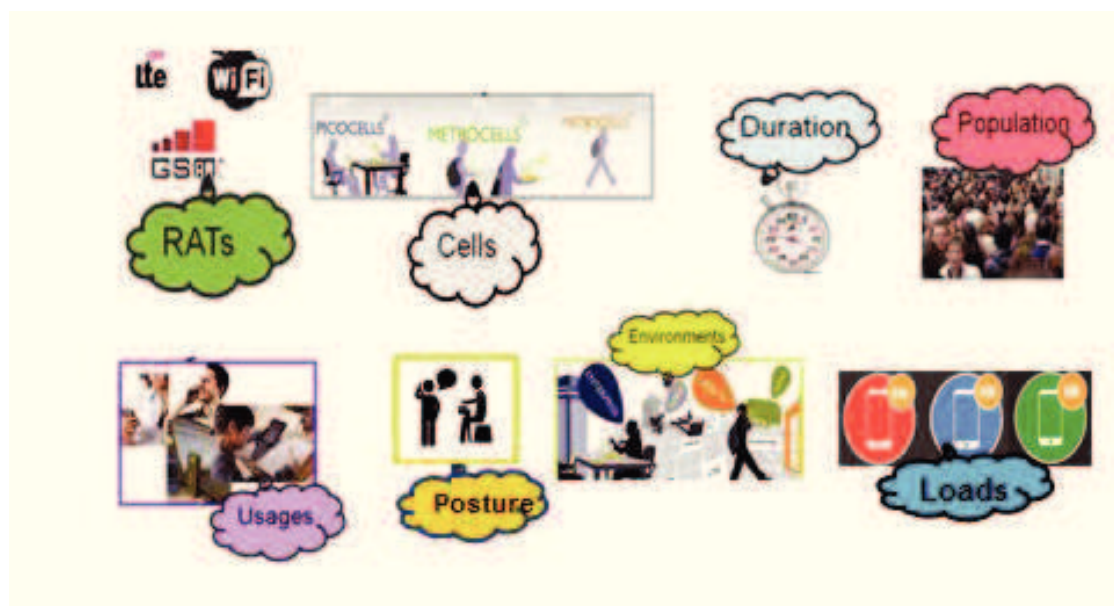 lte
WiFi
GSM
RATs
PICOCELLS
METROCELLS
Cells
Duration
Population
Usages
Posture
Environments
Loads